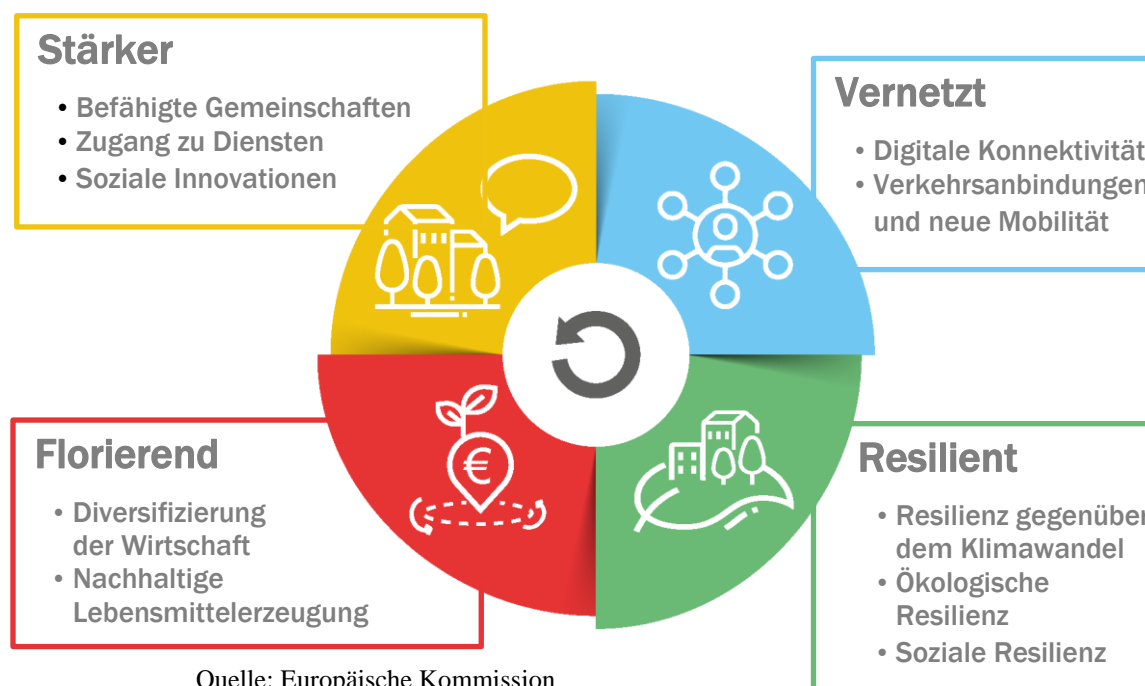 Stärker
• Befähigte Gemeinschaften
• Zugang zu Diensten
• Soziale Innovationen
Vernetzt
• Digitale Konnektivität
• Verkehrsanbindungen
und neue Mobilität
Florierend
• Diversifizierung
der Wirtschaft
• Nachhaltige
Lebensmittelerzeugung
€
Resilient
• Resilienz gegenüber
dem Klimawandel
• Ökologische
Resilienz
• Soziale Resilienz
Quelle: Europäische Kommission